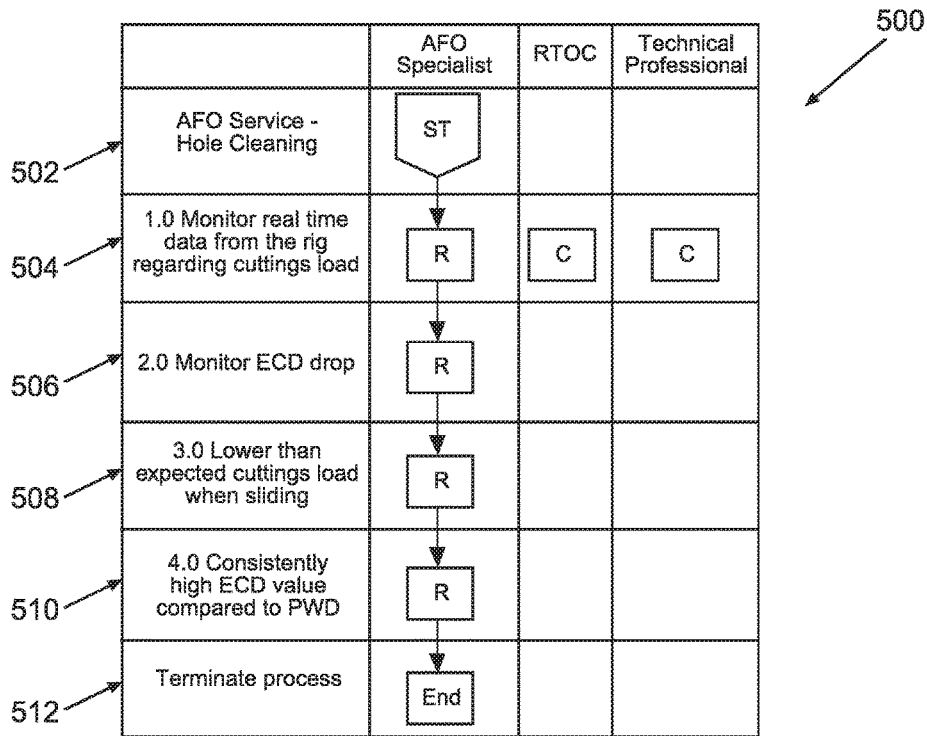 500
AFO
Specialist
RTOC
Technical
Professional
502
AFO Service -
Hole Cleaning
ST
504
1.0 Monitor real time
data from the rig
regarding cuttings load
R
C
C
506
2.0 Monitor ECD drop
R
508
3.0 Lower than
expected cuttings load
when sliding
R
510
4.0 Consistently
high ECD value
compared to PWD
R
512
Terminate process
End